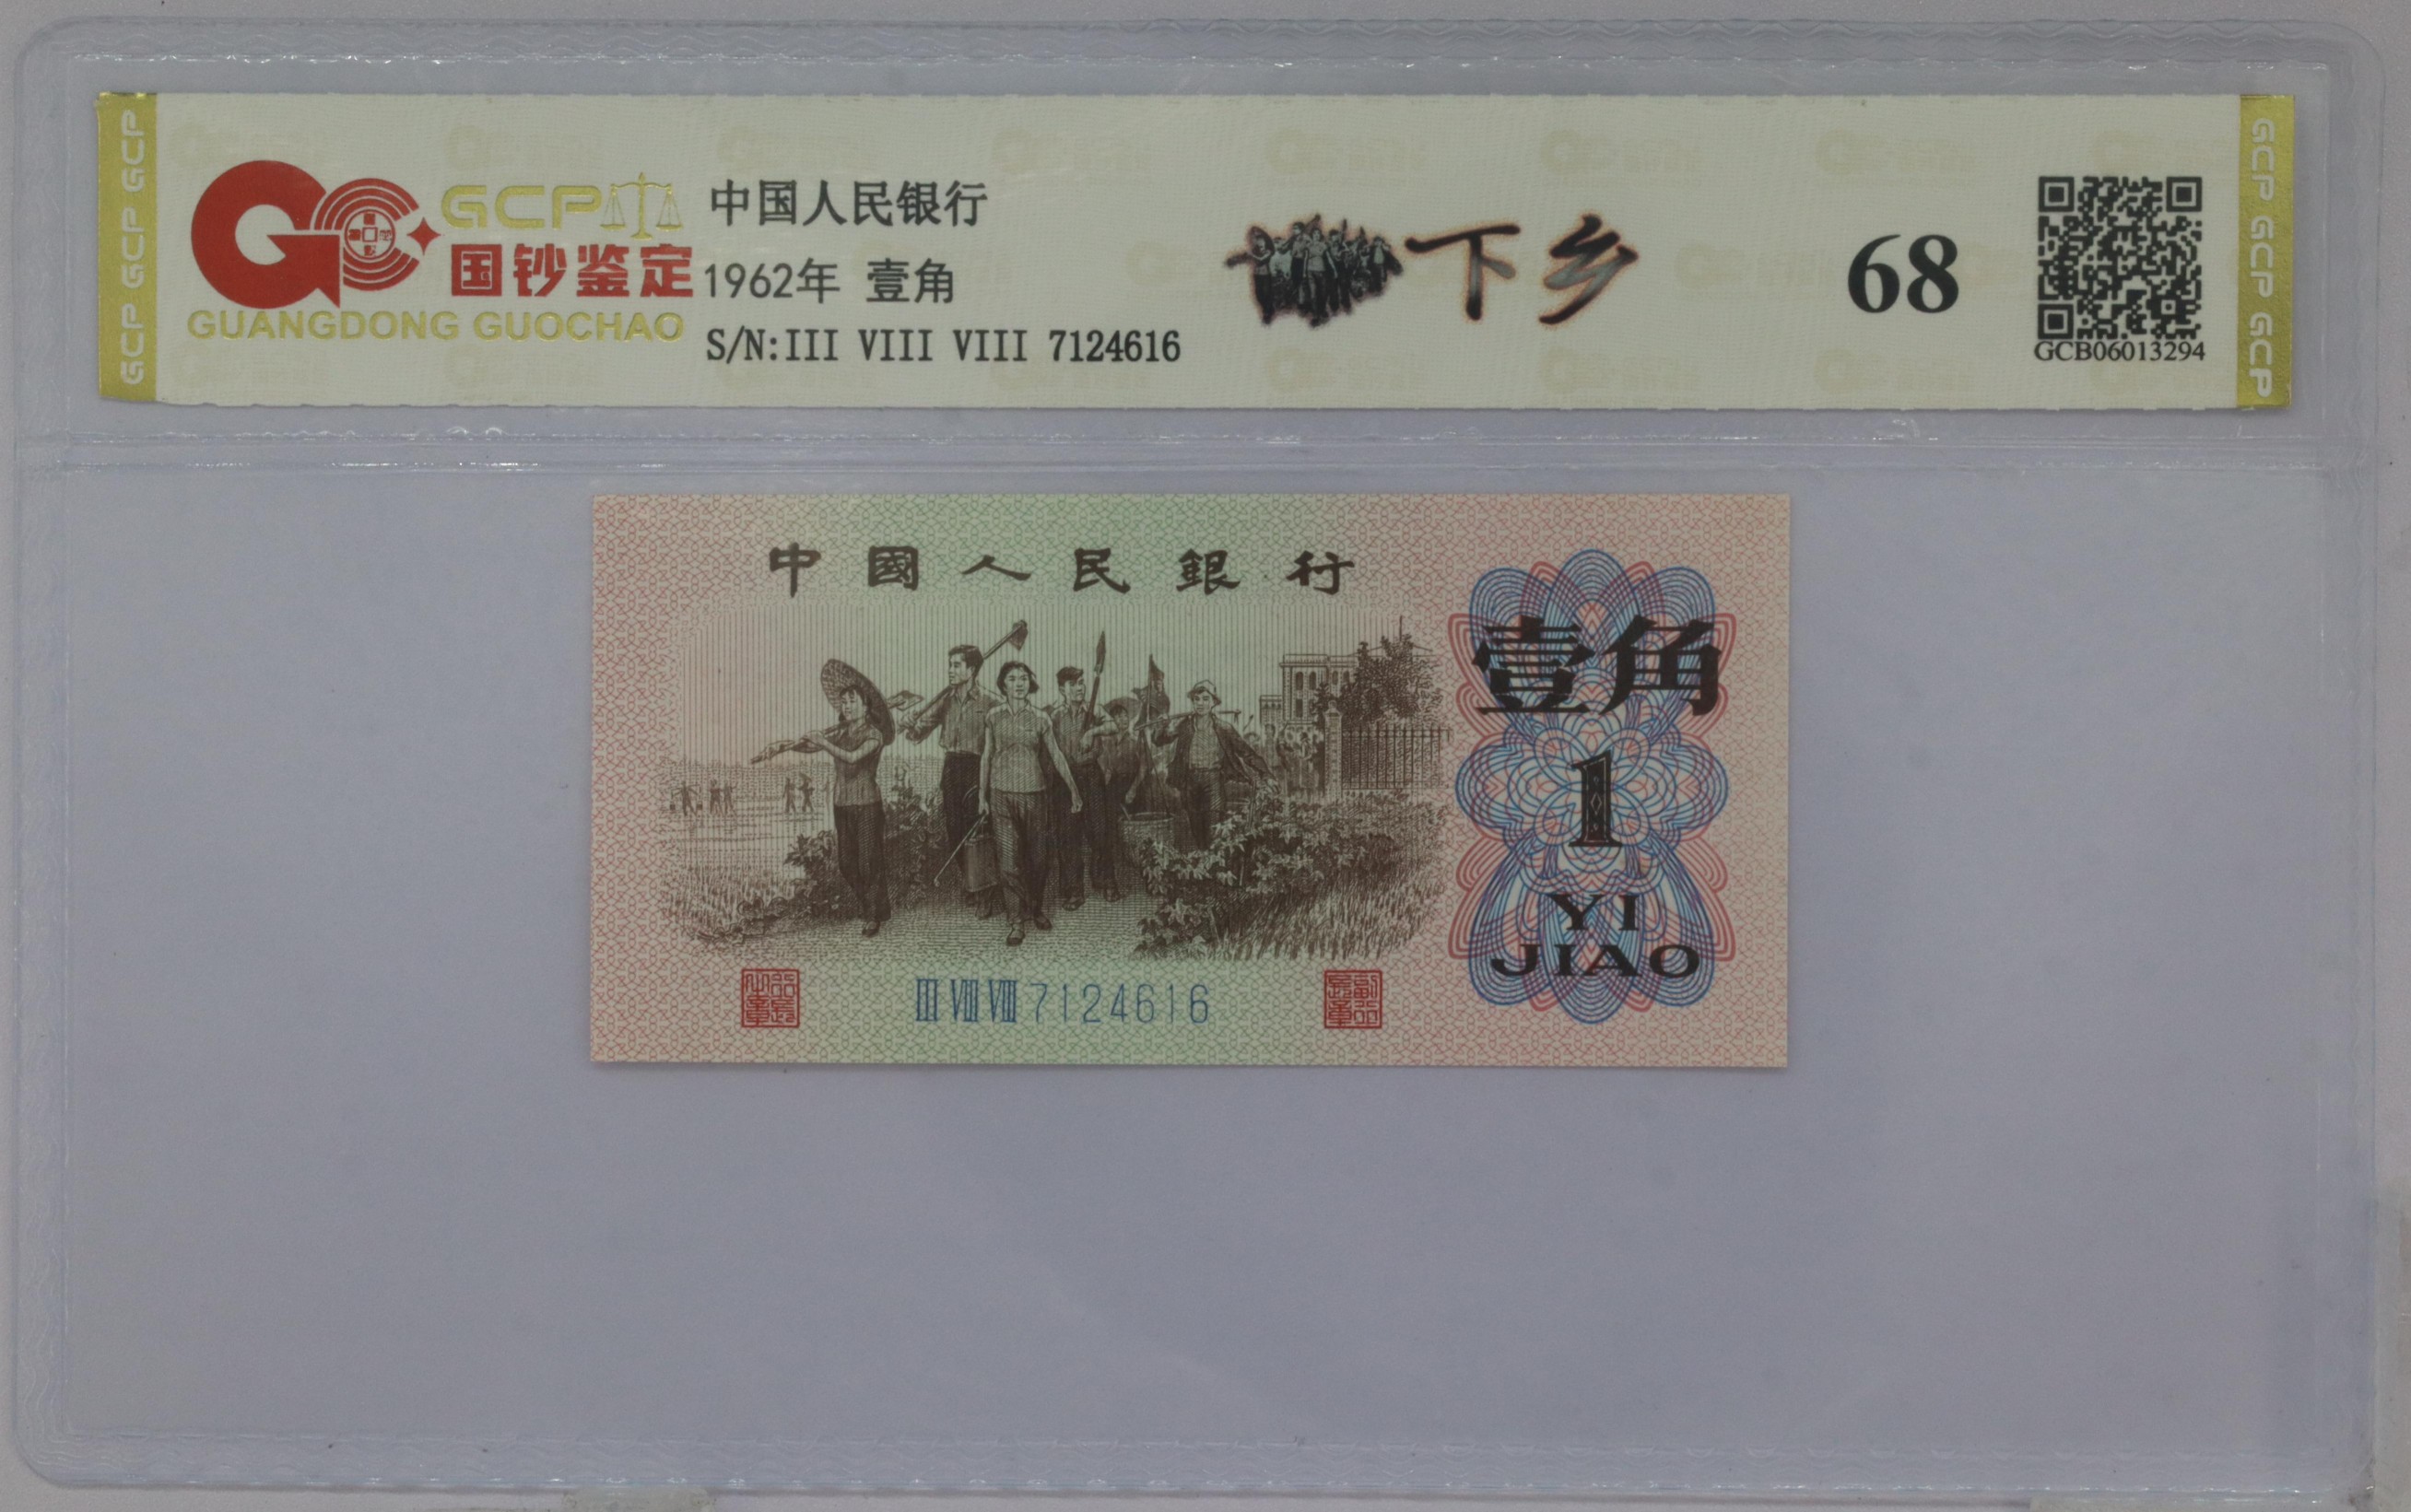 GCP GCP GCP
GCP
国钞鉴定
GUANGDONG GUOCHAO
中国人民银行
1962年 壹角
S/N:III VIII VIII 7124616
下乡
68
GCB06013294
GCP GCP GCP
中國人民銀行
壹角
1
YI
JIAO
III VIII VIII 7124616